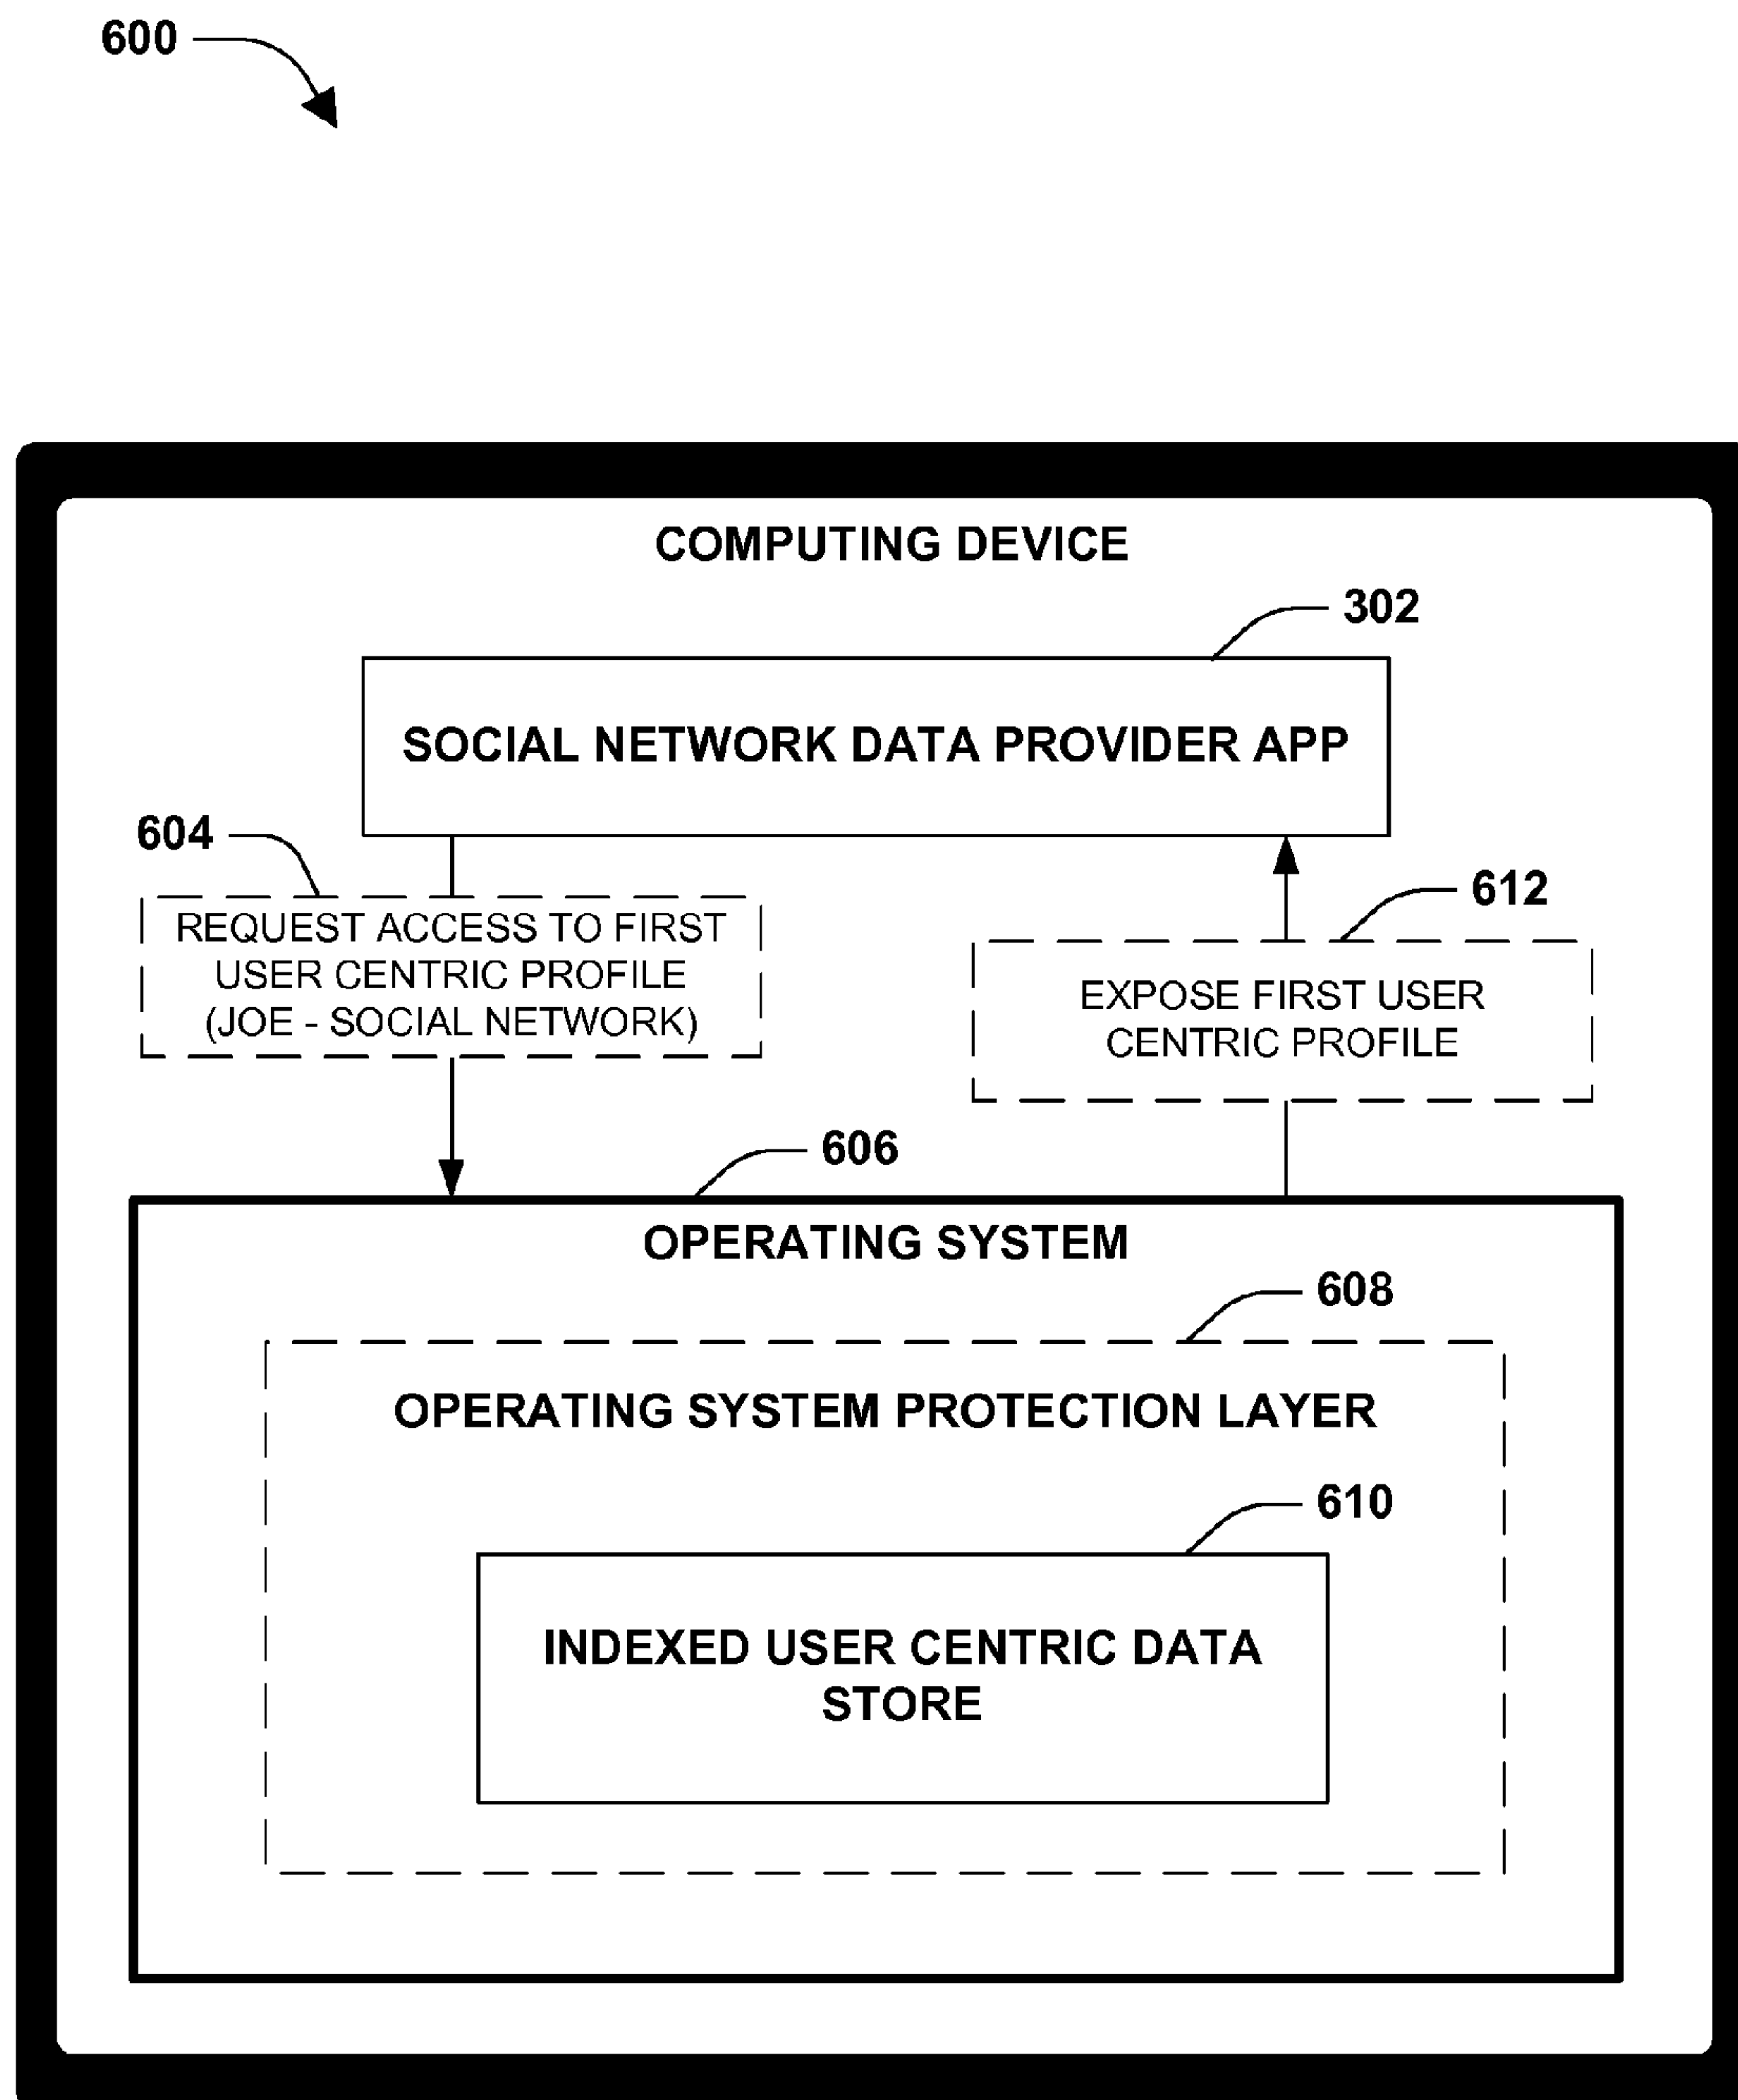 600
COMPUTING DEVICE
302
SOCIAL NETWORK DATA PROVIDER APP
604
REQUEST ACCESS TO FIRST
USER CENTRIC PROFILE
(JOE - SOCIAL NETWORK)
612
EXPOSE FIRST USER
CENTRIC PROFILE
606
OPERATING SYSTEM
608
OPERATING SYSTEM PROTECTION LAYER
610
INDEXED USER CENTRIC DATA
STORE